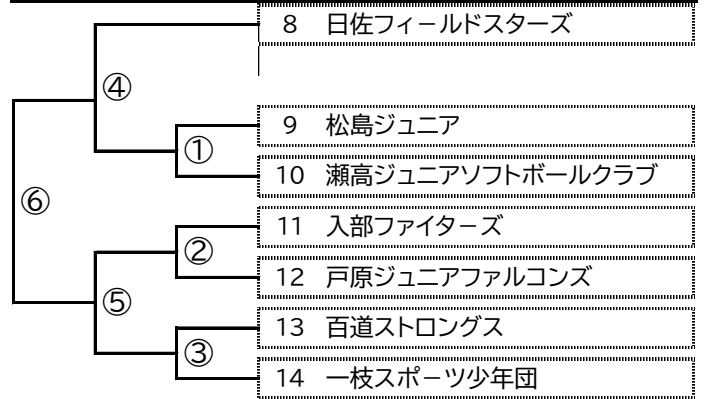 8 日佐フィールドスターズ
④
9 松島ジュニア
①
10 瀬高ジュニアソフトボールクラブ
⑥
11 入部ファイターズ
②
12 戸原ジュニアファルコンズ
⑤
13 百道ストロングス
③
14 一枝スポーツ少年団